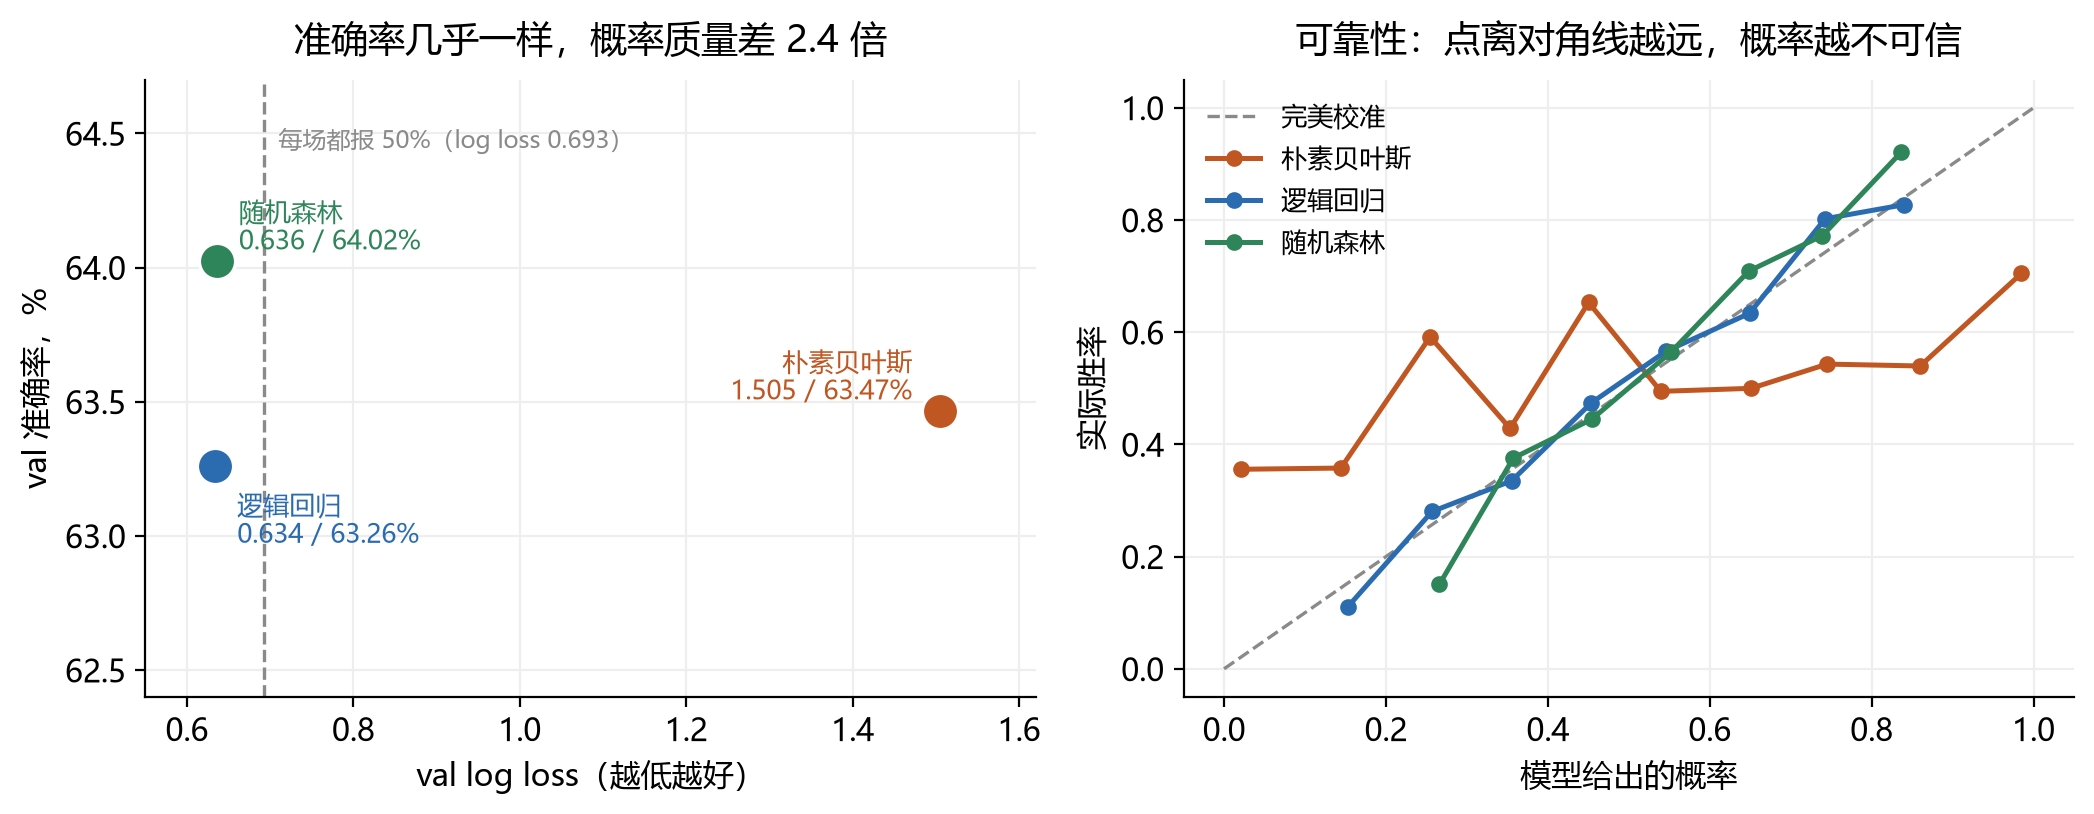 准确率几乎一样，概率质量差 2.4 倍
64.5
64.0
63.5
63.0
62.5
val 准确率，%
每场都报 50%（log loss 0.693）
随机森林
0.636 / 64.02%
朴素贝叶斯
1.505 / 63.47%
逻辑回归
0.634 / 63.26%
0.6
0.8
1.0
1.2
1.4
1.6
val log loss（越低越好）
可靠性：点离对角线越远，概率越不可信
1.0
0.8
0.6
0.4
0.2
0.0
实际胜率
完美校准
朴素贝叶斯
逻辑回归
随机森林
0.0
0.2
0.4
0.6
0.8
1.0
模型给出的概率